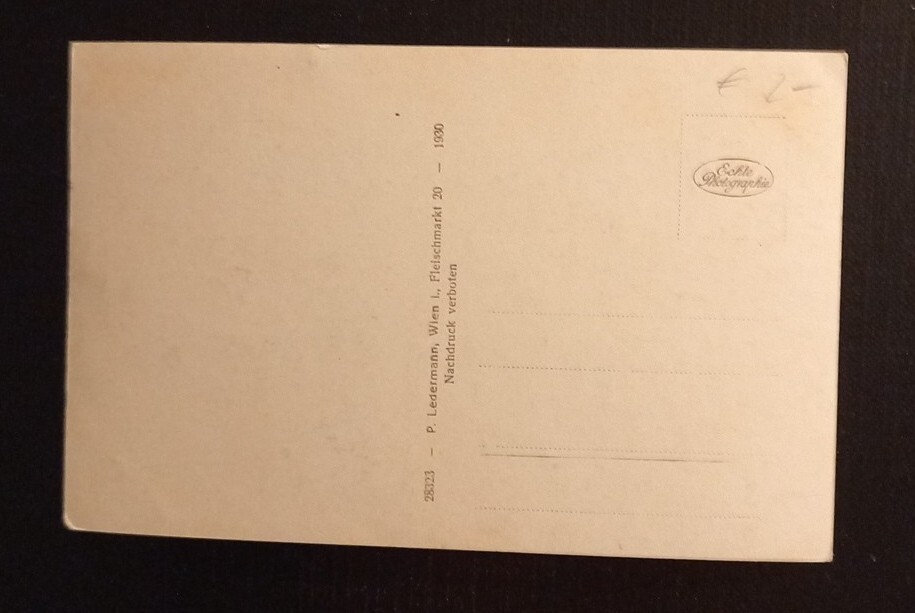 € 2-
Echte
Photographie
28323 — P. Ledermann, Wien I., Fleischmarkt 20 — 1930
Nachdruck verboten